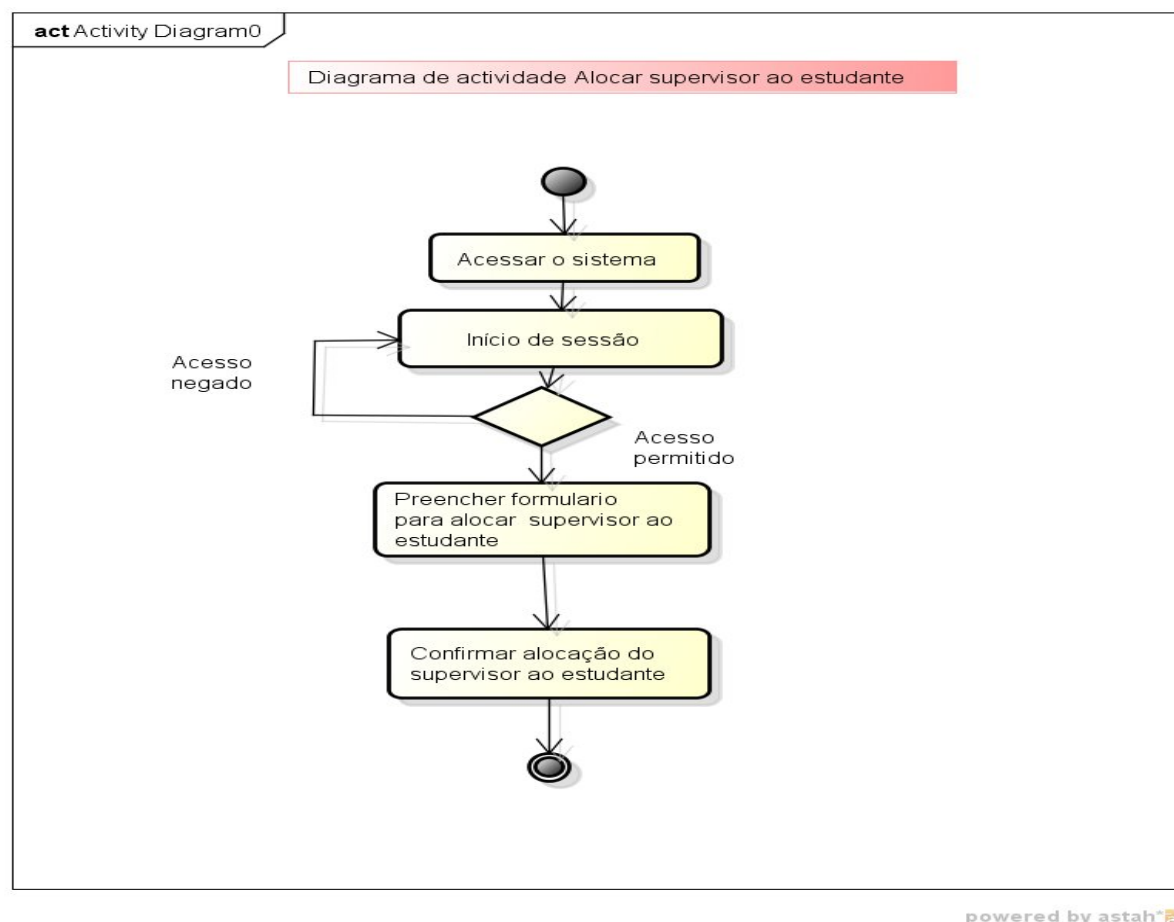 act Activity Diagram0
Diagrama de actividade Alocar supervisor ao estudante
Acessar o sistema
Início de sessão
Acesso
negado
Acesso
permitido
Preencher formulario
para alocar supervisor ao
estudante
Confirmar alocação do
supervisor ao estudante
powered by astah*